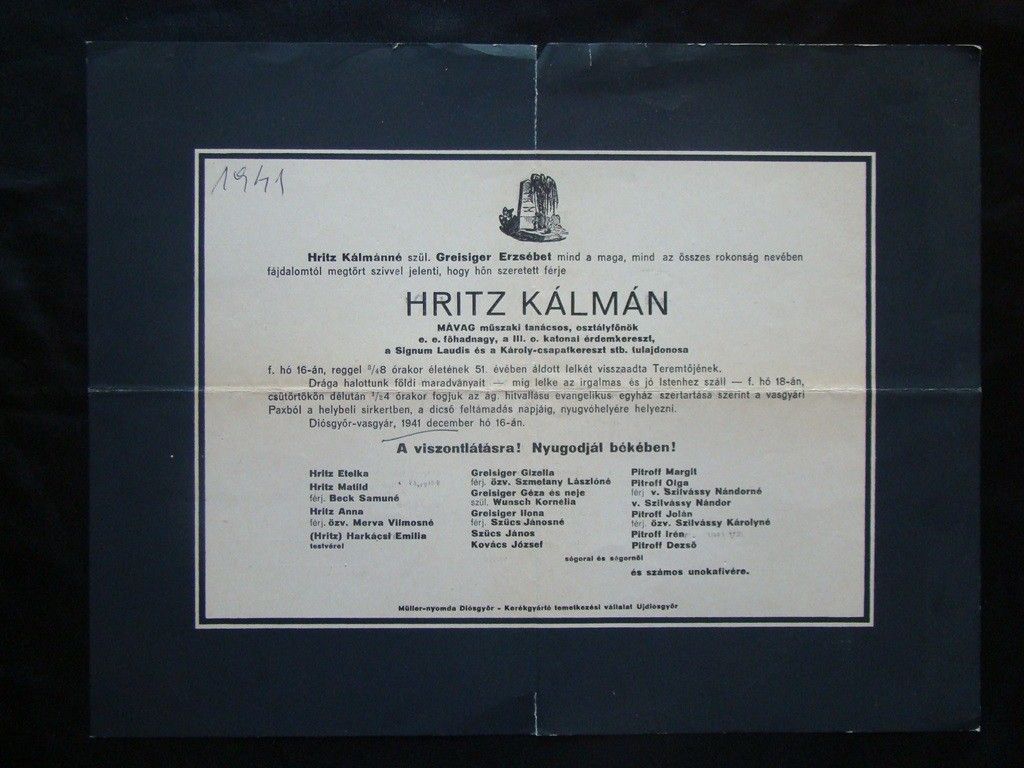 1941
Hritz Kálmánné szül. Greisiger Erzsébet mind a maga, mind az összes rokonság nevében
fájdalomtól megtört szivvel jelenti, hogy hőn szeretett férje
HRITZ KÁLMÁN
MÁVAG műszaki tanácsos, osztályfőnök
e. e. főhadnagy, a III. o. katonai érdemkereszt,
a Signum Laudis és a Károly-csapatkereszt stb. tulajdonosa
f. hó 16-án, reggel 3/48 órakor életének 51. évében áldott lelkét visszaadta Teremtőjének.
Drága halottunk földi maradványait — míg lelke az irgalmas és jó Istenhez száll — f. hó 18-án,
csütörtökön délután 1/24 órakor fogjuk az ág. hitvallásu evangelikus egyház szertartása szerint a vasgyári
Paxból a helybeli sirkertben, a dicső feltámadás napjáig, nyugvóhelyére helyezni.
Diósgyőr-vasgyár, 1941 december hó 16-án.
A viszontlátásra! Nyugodjál békében!
Hritz Etelka
Hritz Matild
férj. Beck Samuné
Hritz Anna
férj. özv. Merva Vilmosné
(Hritz) Harkácsi Emilia
testvérei
Greisiger Gizella
férj. özv. Szmetany Lászlóné
Greisiger Géza és neje
szül. Wunsch Kornélia
Greisiger Ilona
férj. Szücs Jánosné
Szücs János
Kovács József
Pitroff Margit
Pitroff Olga
férj v. Szilvássy Nándorné
v. Szilvássy Nándor
Pitroff Jolán
férj. özv. Szilvássy Károlyné
Pitroff Irén
Pitroff Dezső
sógorai és sógornői
és számos unokafivére.
Müller-nyomda Diósgyőr - Kerékgyártó temetkezési vállalat Ujdiósgyőr